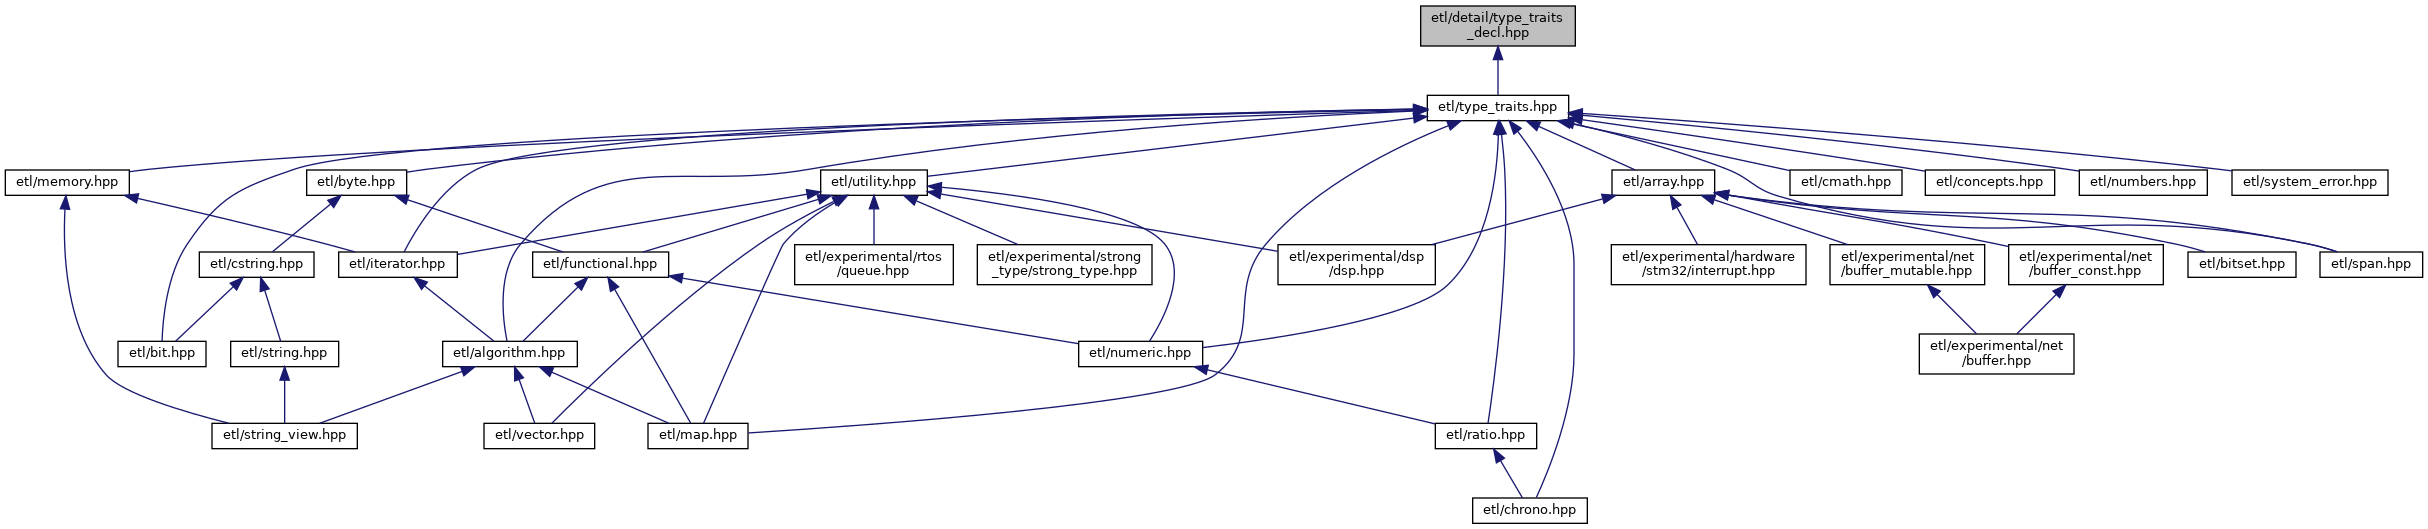 etl/detail/type_traits
_decl.hpp
etl/type_traits.hpp
etl/memory.hpp
etl/byte.hpp
etl/utility.hpp
etl/array.hpp
etl/cmath.hpp
etl/concepts.hpp
etl/numbers.hpp
etl/system_error.hpp
etl/cstring.hpp
etl/iterator.hpp
etl/functional.hpp
etl/experimental/rtos
/queue.hpp
etl/experimental/strong
_type/strong_type.hpp
etl/experimental/dsp
/dsp.hpp
etl/experimental/hardware
/stm32/interrupt.hpp
etl/experimental/net
/buffer_mutable.hpp
etl/experimental/net
/buffer_const.hpp
etl/bitset.hpp
etl/span.hpp
etl/bit.hpp
etl/string.hpp
etl/algorithm.hpp
etl/numeric.hpp
etl/experimental/net
/buffer.hpp
etl/string_view.hpp
etl/vector.hpp
etl/map.hpp
etl/ratio.hpp
etl/chrono.hpp